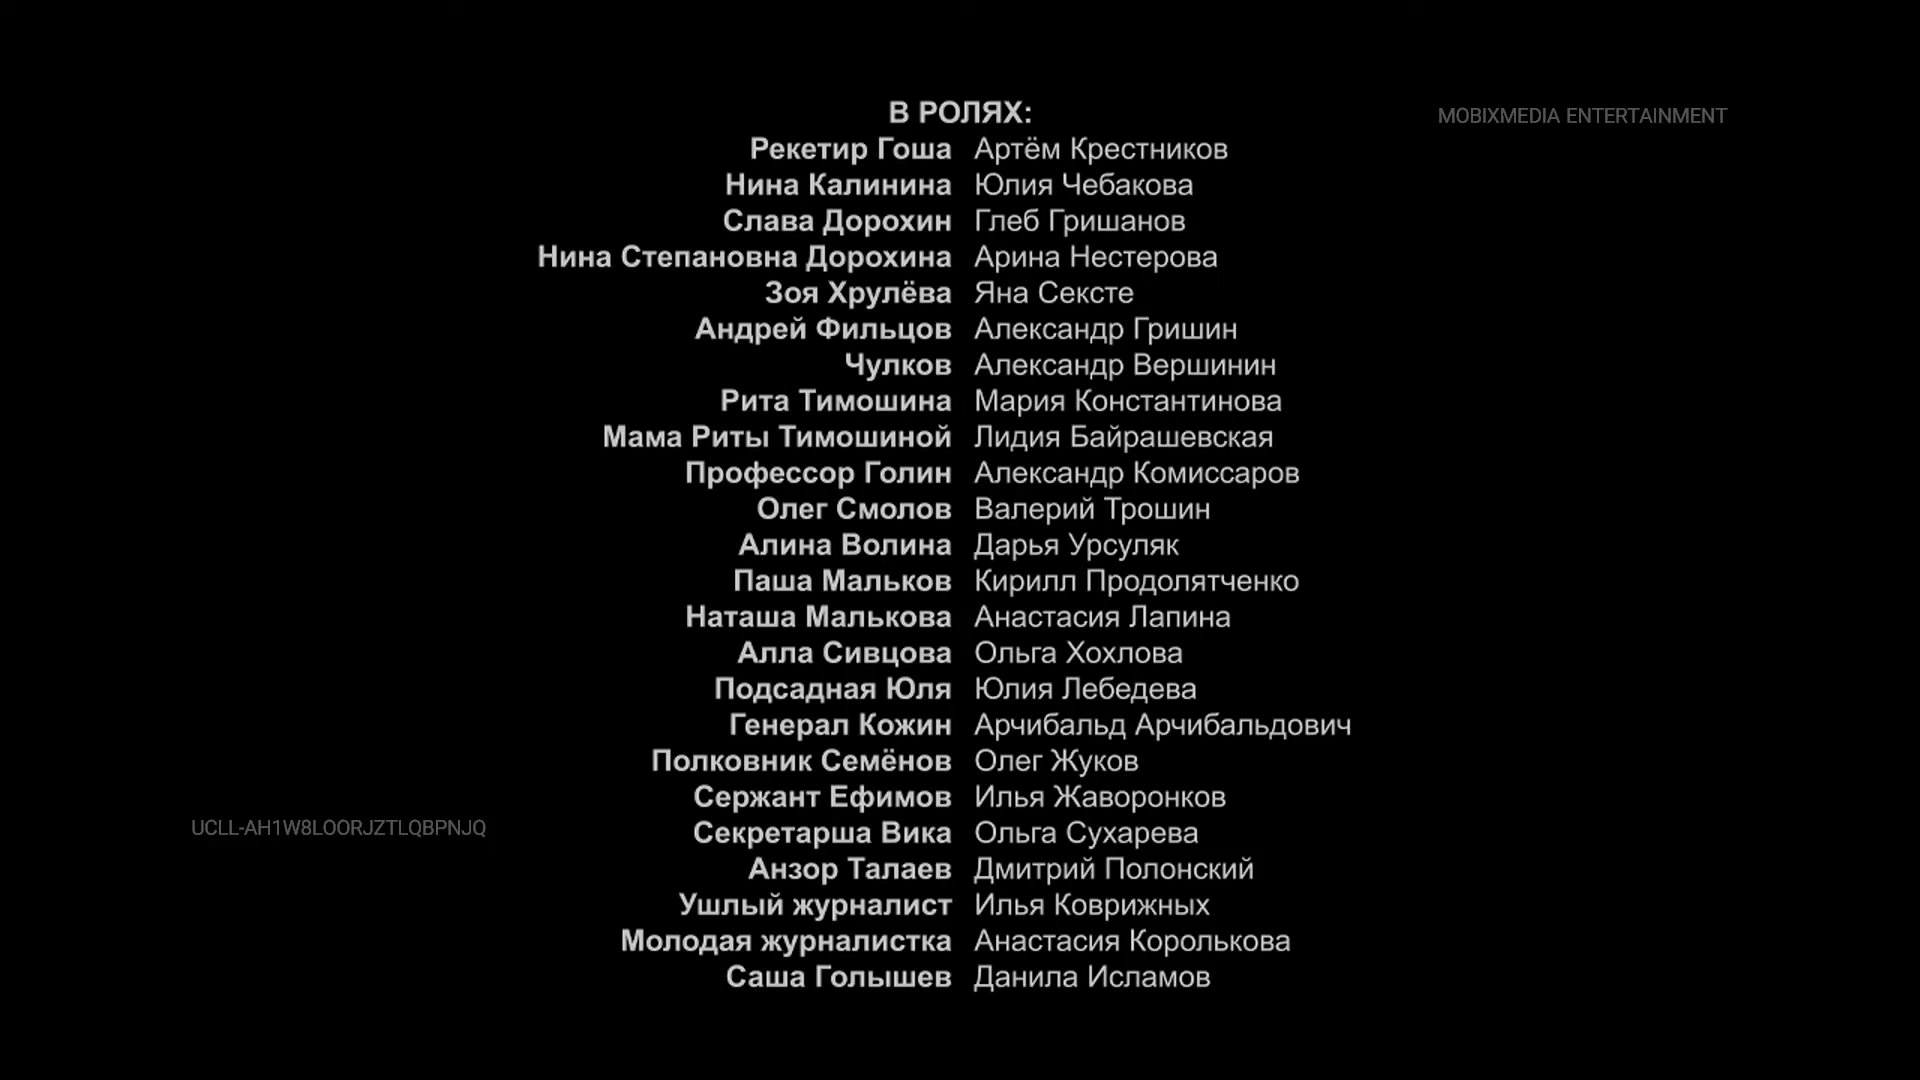 В РОЛЯХ:
MOBIXMEDIA ENTERTAINMENT
Рекетир Гоша Артём Крестников
Нина Калинина Юлия Чебакова
Слава Дорохин Глеб Гришанов
Нина Степановна Дорохина Арина Нестерова
Зоя Хрулёва Яна Сексте
Андрей Фильцов Александр Гришин
Чулков Александр Вершинин
Рита Тимошина Мария Константинова
Мама Риты Тимошиной Лидия Байрашевская
Профессор Голин Александр Комиссаров
Олег Смолов Валерий Трошин
Алина Волина Дарья Урсуляк
Паша Мальков Кирилл Продолятченко
Наташа Малькова Анастасия Лапина
Алла Сивцова Ольга Хохлова
Подсадная Юля Юлия Лебедева
Генерал Кожин Арчибальд Арчибальдович
Полковник Семёнов Олег Жуков
Сержант Ефимов Илья Жаворонков
UCLL-AH1W8LOORJZTLQBPNJQ
Секретарша Вика Ольга Сухарева
Анзор Талаев Дмитрий Полонский
Ушлый журналист Илья Коврижных
Молодая журналистка Анастасия Королькова
Саша Голышев Данила Исламов